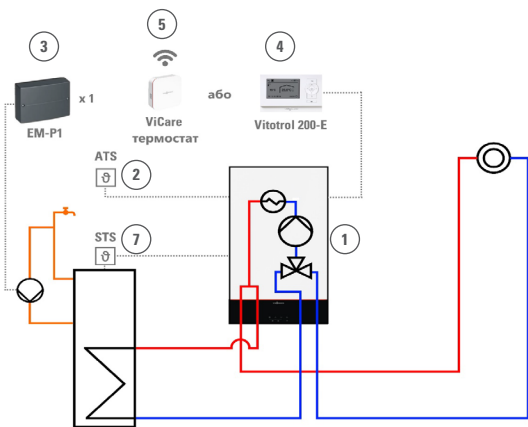 3
5
4
EM-P1
x 1
ViCare
термостат
або
Vitotrol 200-E
ATS
ϑ
2
STS
ϑ
7
1